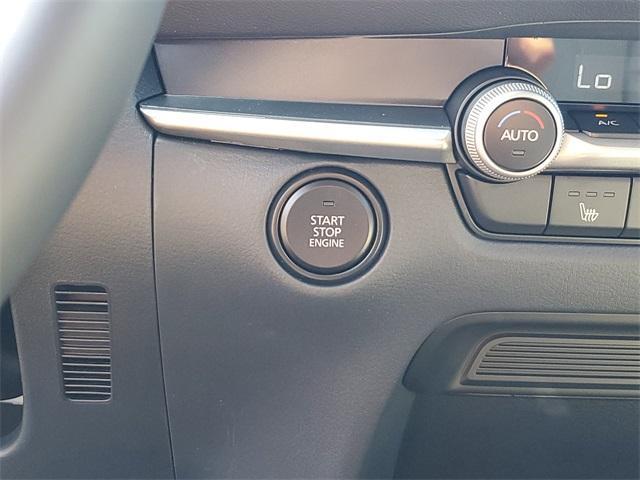 Lo
A/C
AUTO
START
STOP
ENGINE